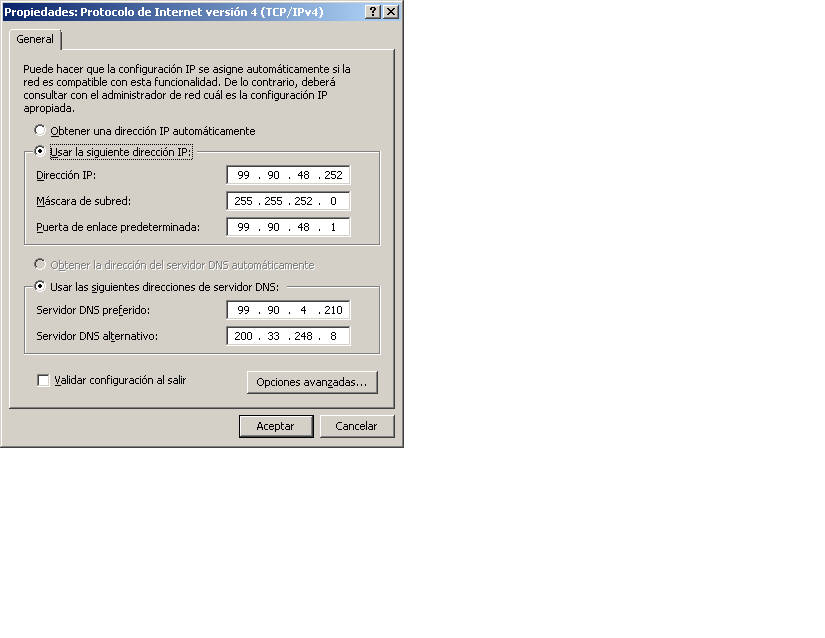 Propiedades: Protocolo de Internet versión 4 (TCP/IPv4)
General
Puede hacer que la configuración IP se asigne automáticamente si la
red es compatible con esta funcionalidad. De lo contrario, deberá
consultar con el administrador de red cuál es la configuración IP
apropiada.
Obtener una dirección IP automáticamente
Usar la siguiente dirección IP:
Dirección IP: 99 . 90 . 48 . 252
Máscara de subred: 255 . 255 . 252 . 0
Puerta de enlace predeterminada: 99 . 90 . 48 . 1
Obtener la dirección del servidor DNS automáticamente
Usar las siguientes direcciones de servidor DNS:
Servidor DNS preferido: 99 . 90 . 4 . 210
Servidor DNS alternativo: 200 . 33 . 248 . 8
Validar configuración al salir
Opciones avanzadas...
Aceptar Cancelar